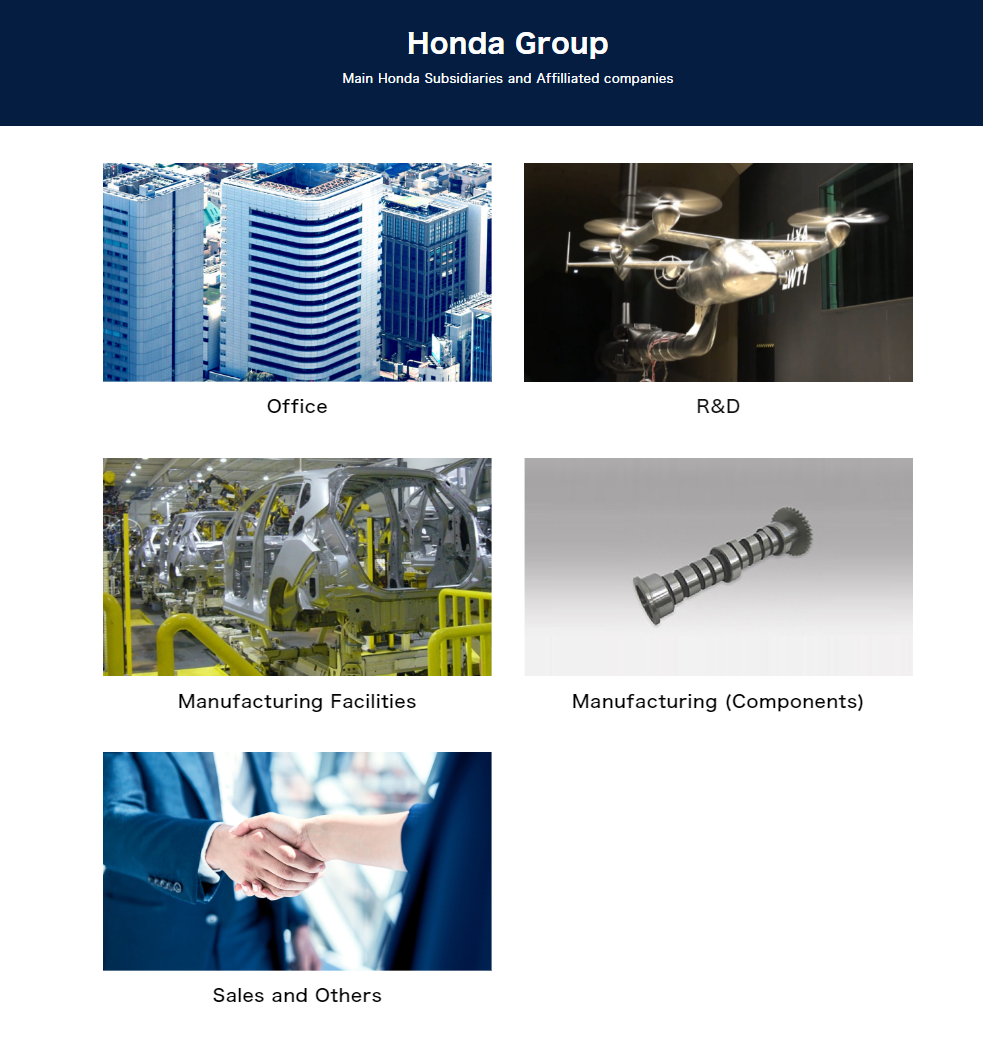 Honda Group
Main Honda Subsidiaries and Affilliated companies
Office
R&D
Manufacturing Facilities
Manufacturing (Components)
Sales and Others